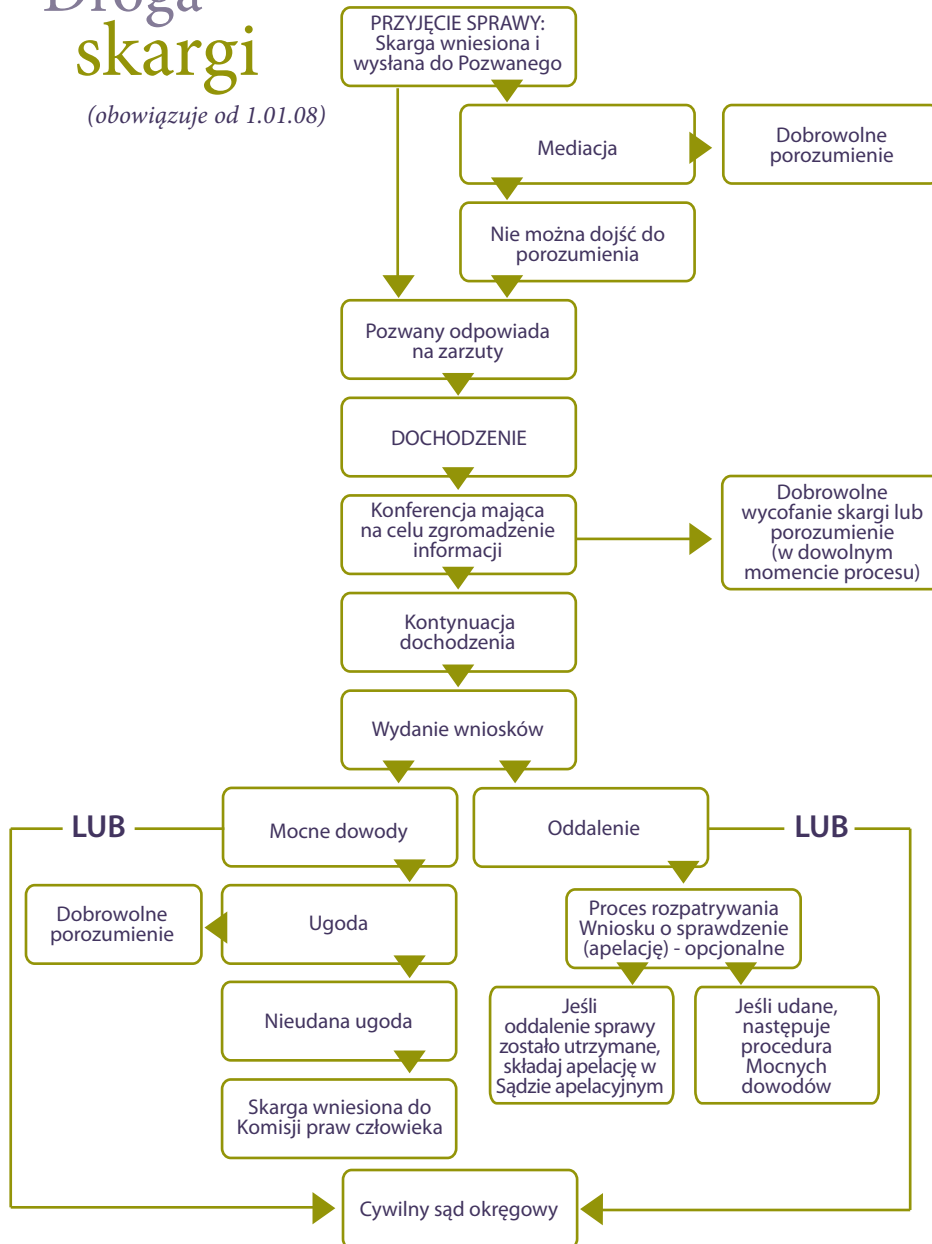 Droga
skargi
(obowiązuje od 1.01.08)
PRZYJĘCIE SPRAWY:
Skarga wniesiona i
wysłana do Pozwanego
Mediacja
Dobrowolne
porozumienie
Nie można dojść do
porozumienia
Pozwany odpowiada
na zarzuty
DOCHODZENIE
Konferencja mająca
na celu zgromadzenie
informacji
Dobrowolne
wycofanie skargi lub
porozumienie
(w dowolnym
momencie procesu)
Kontynuacja
dochodzenia
Wydanie wniosków
LUB
Mocne dowody
Oddalenie
LUB
Dobrowolne
porozumienie
Ugoda
Proces rozpatrywania
Wniosku o sprawdzenie
(apelację) - opcjonalne
Nieudana ugoda
Jeśli
oddalenie sprawy
zostało utrzymane,
składaj apelację w
Sądzie apelacyjnym
Jeśli udane,
następuje
procedura
Mocnych
dowodów
Skarga wniesiona do
Komisji praw człowieka
Cywilny sąd okręgowy